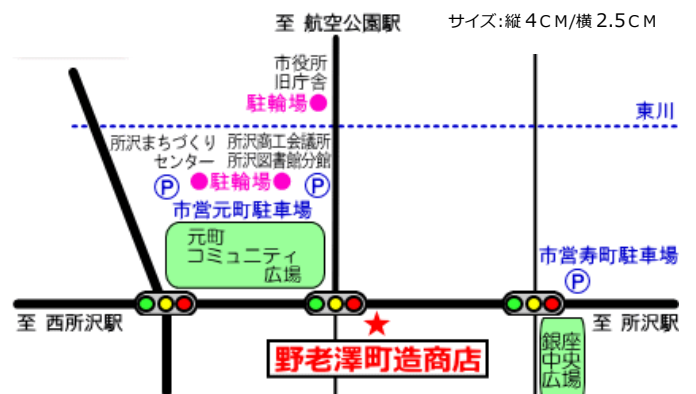 至 航空公園駅
サイズ:縦4CM/横2.5CM
市役所
旧庁舎
駐輪場●
東川
所沢まちづくり
センター
所沢商工会議所
所沢図書館分館
Ⓟ
●駐輪場●
Ⓟ
市営元町駐車場
元町
コミュニティ
広場
市営寿町駐車場
Ⓟ
至 西所沢駅
至 所沢駅
★
野老澤町造商店
銀座
中央
広場